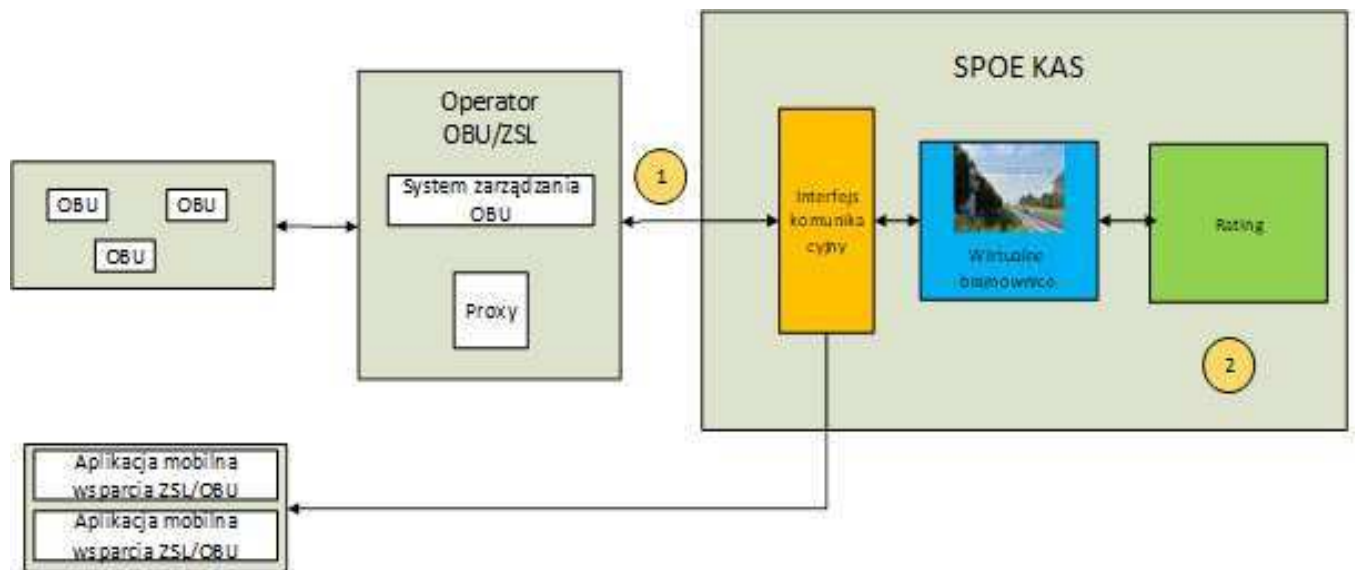 SPOE KAS
Operator
OBU/ZSL
System zarządzania
OBU
Proxy
OBU
OBU
OBU
1
Interfejs
komunika
cyjny
Wirtualne
Rating
2
Aplikacja mobilna
wsparcia ZSL/OBU
Aplikacja mobilna
wsparcia ZSL/OBU